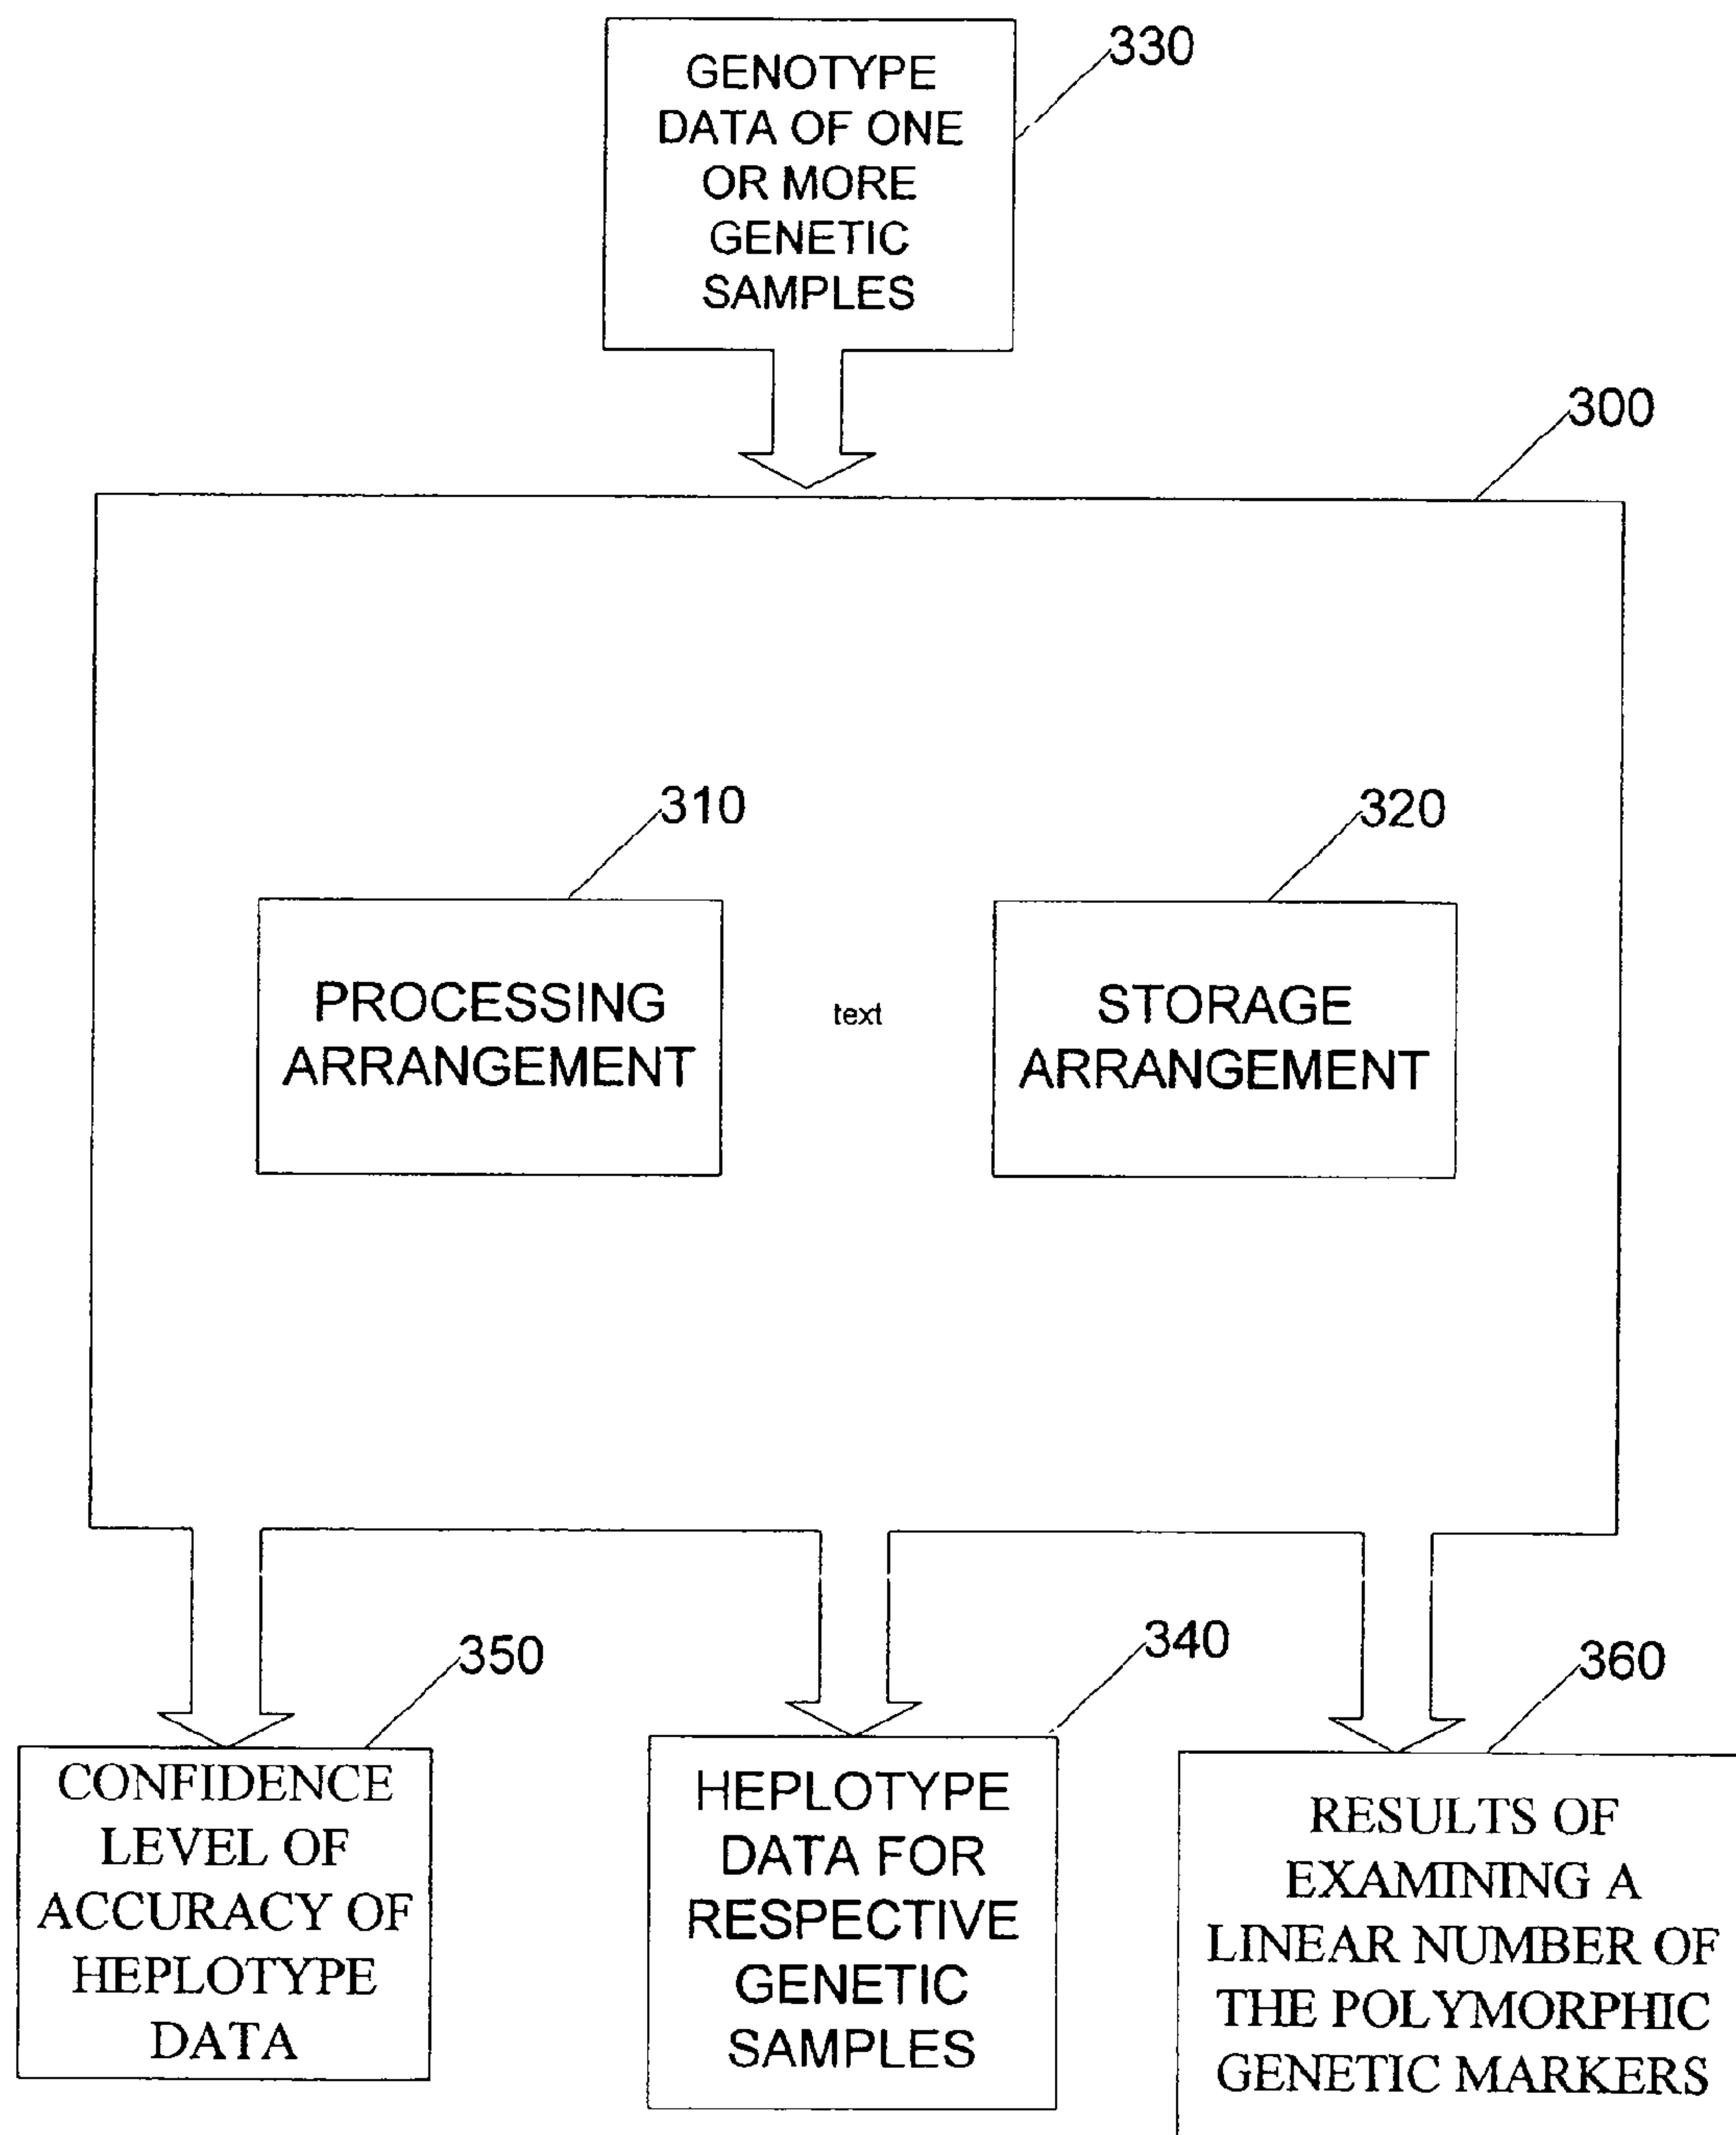 330
GENOTYPE
DATA OF ONE
OR MORE
GENETIC
SAMPLES
300
310
320
PROCESSING
ARRANGEMENT
text
STORAGE
ARRANGEMENT
350
340
360
CONFIDENCE
LEVEL OF
ACCURACY OF
HEPLOTYPE
DATA
HEPLOTYPE
DATA FOR
RESPECTIVE
GENETIC
SAMPLES
RESULTS OF
EXAMINING A
LINEAR NUMBER OF
THE POLYMORPHIC
GENETIC MARKERS